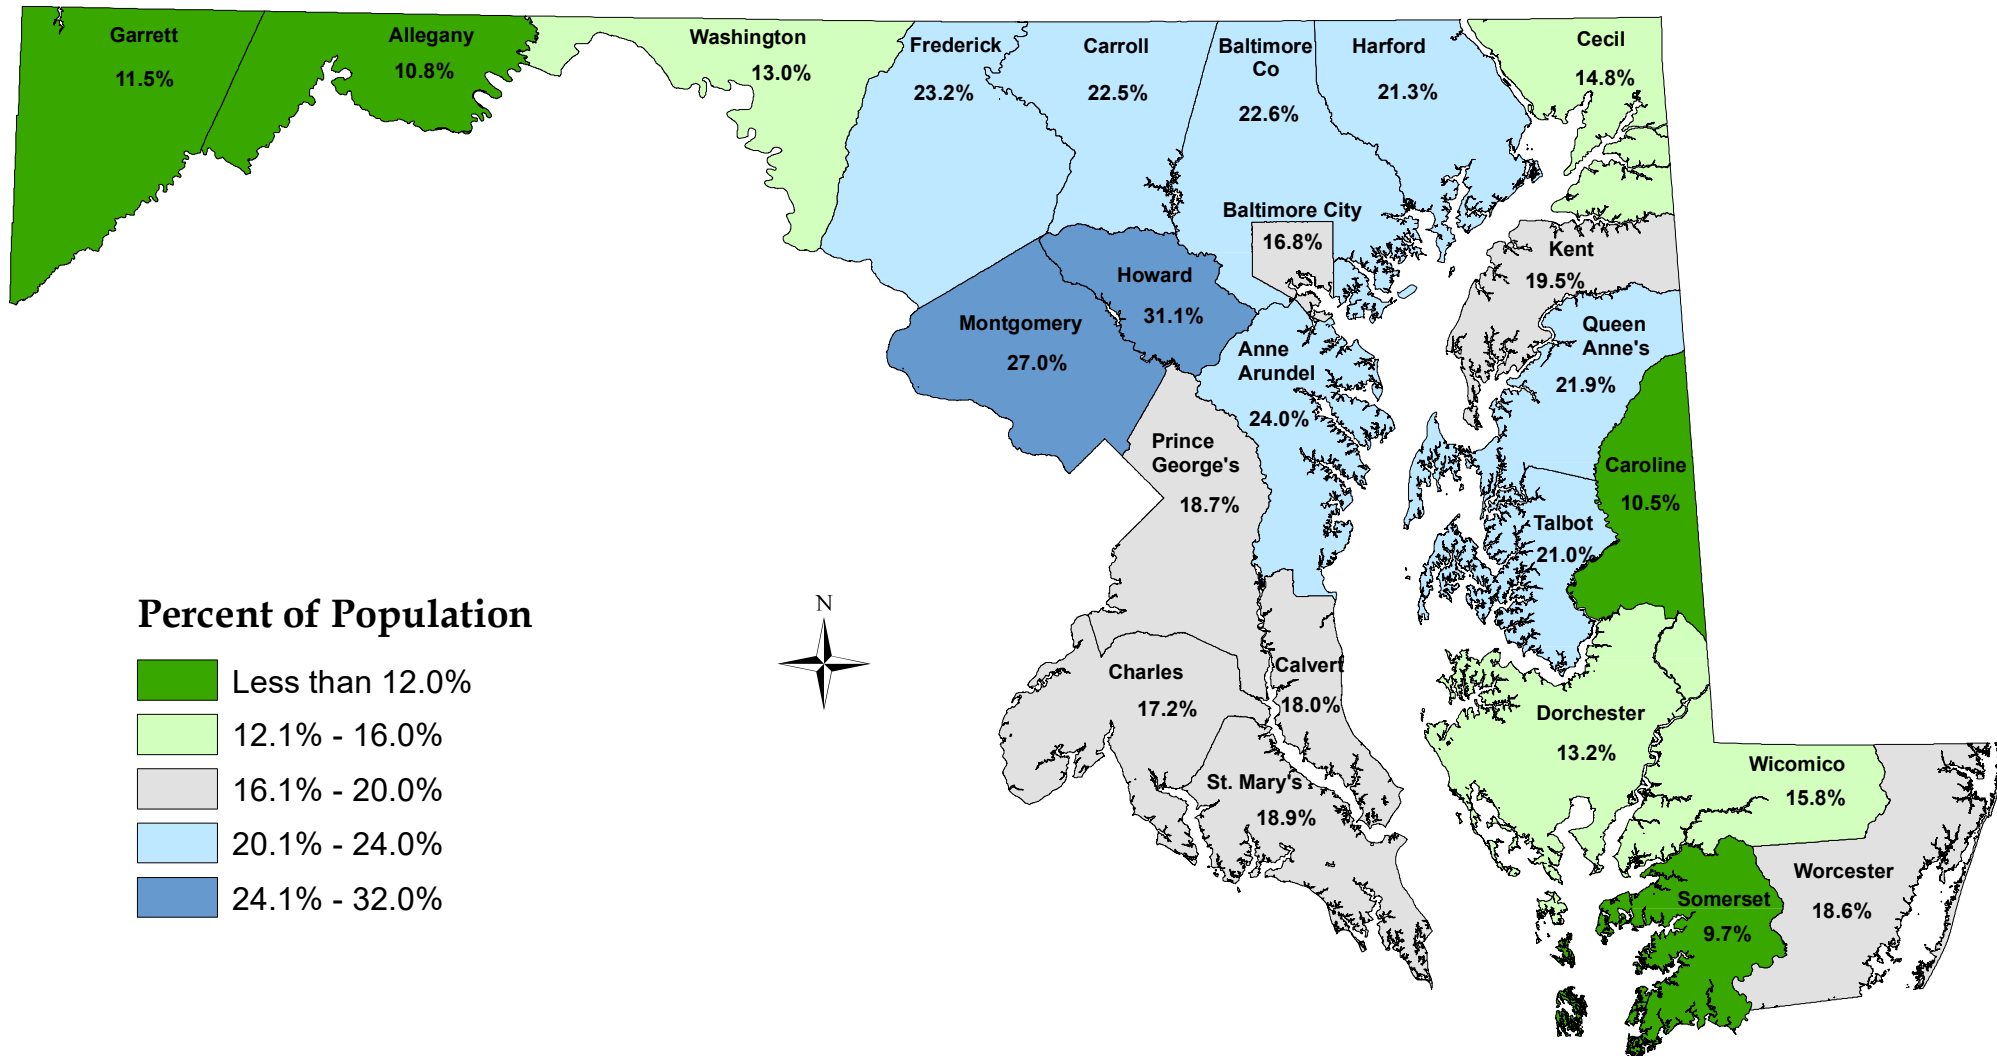 Garrett
11.5%
Allegany
10.8%
Washington
13.0%
Frederick
23.2%
Carroll
22.5%
Baltimore
Co
22.6%
Harford
21.3%
Cecil
14.8%
Baltimore City
16.8%
Kent
19.5%
Howard
31.1%
Montgomery
27.0%
Anne
Arundel
24.0%
Queen
Anne's
21.9%
Prince
George's
18.7%
Caroline
10.5%
Talbot
21.0%
Percent of Population
Less than 12.0%
12.1% - 16.0%
16.1% - 20.0%
20.1% - 24.0%
24.1% - 32.0%
N
Charles
17.2%
Calvert
18.0%
St. Mary's
18.9%
Dorchester
13.2%
Wicomico
15.8%
Worcester
18.6%
Somerset
9.7%